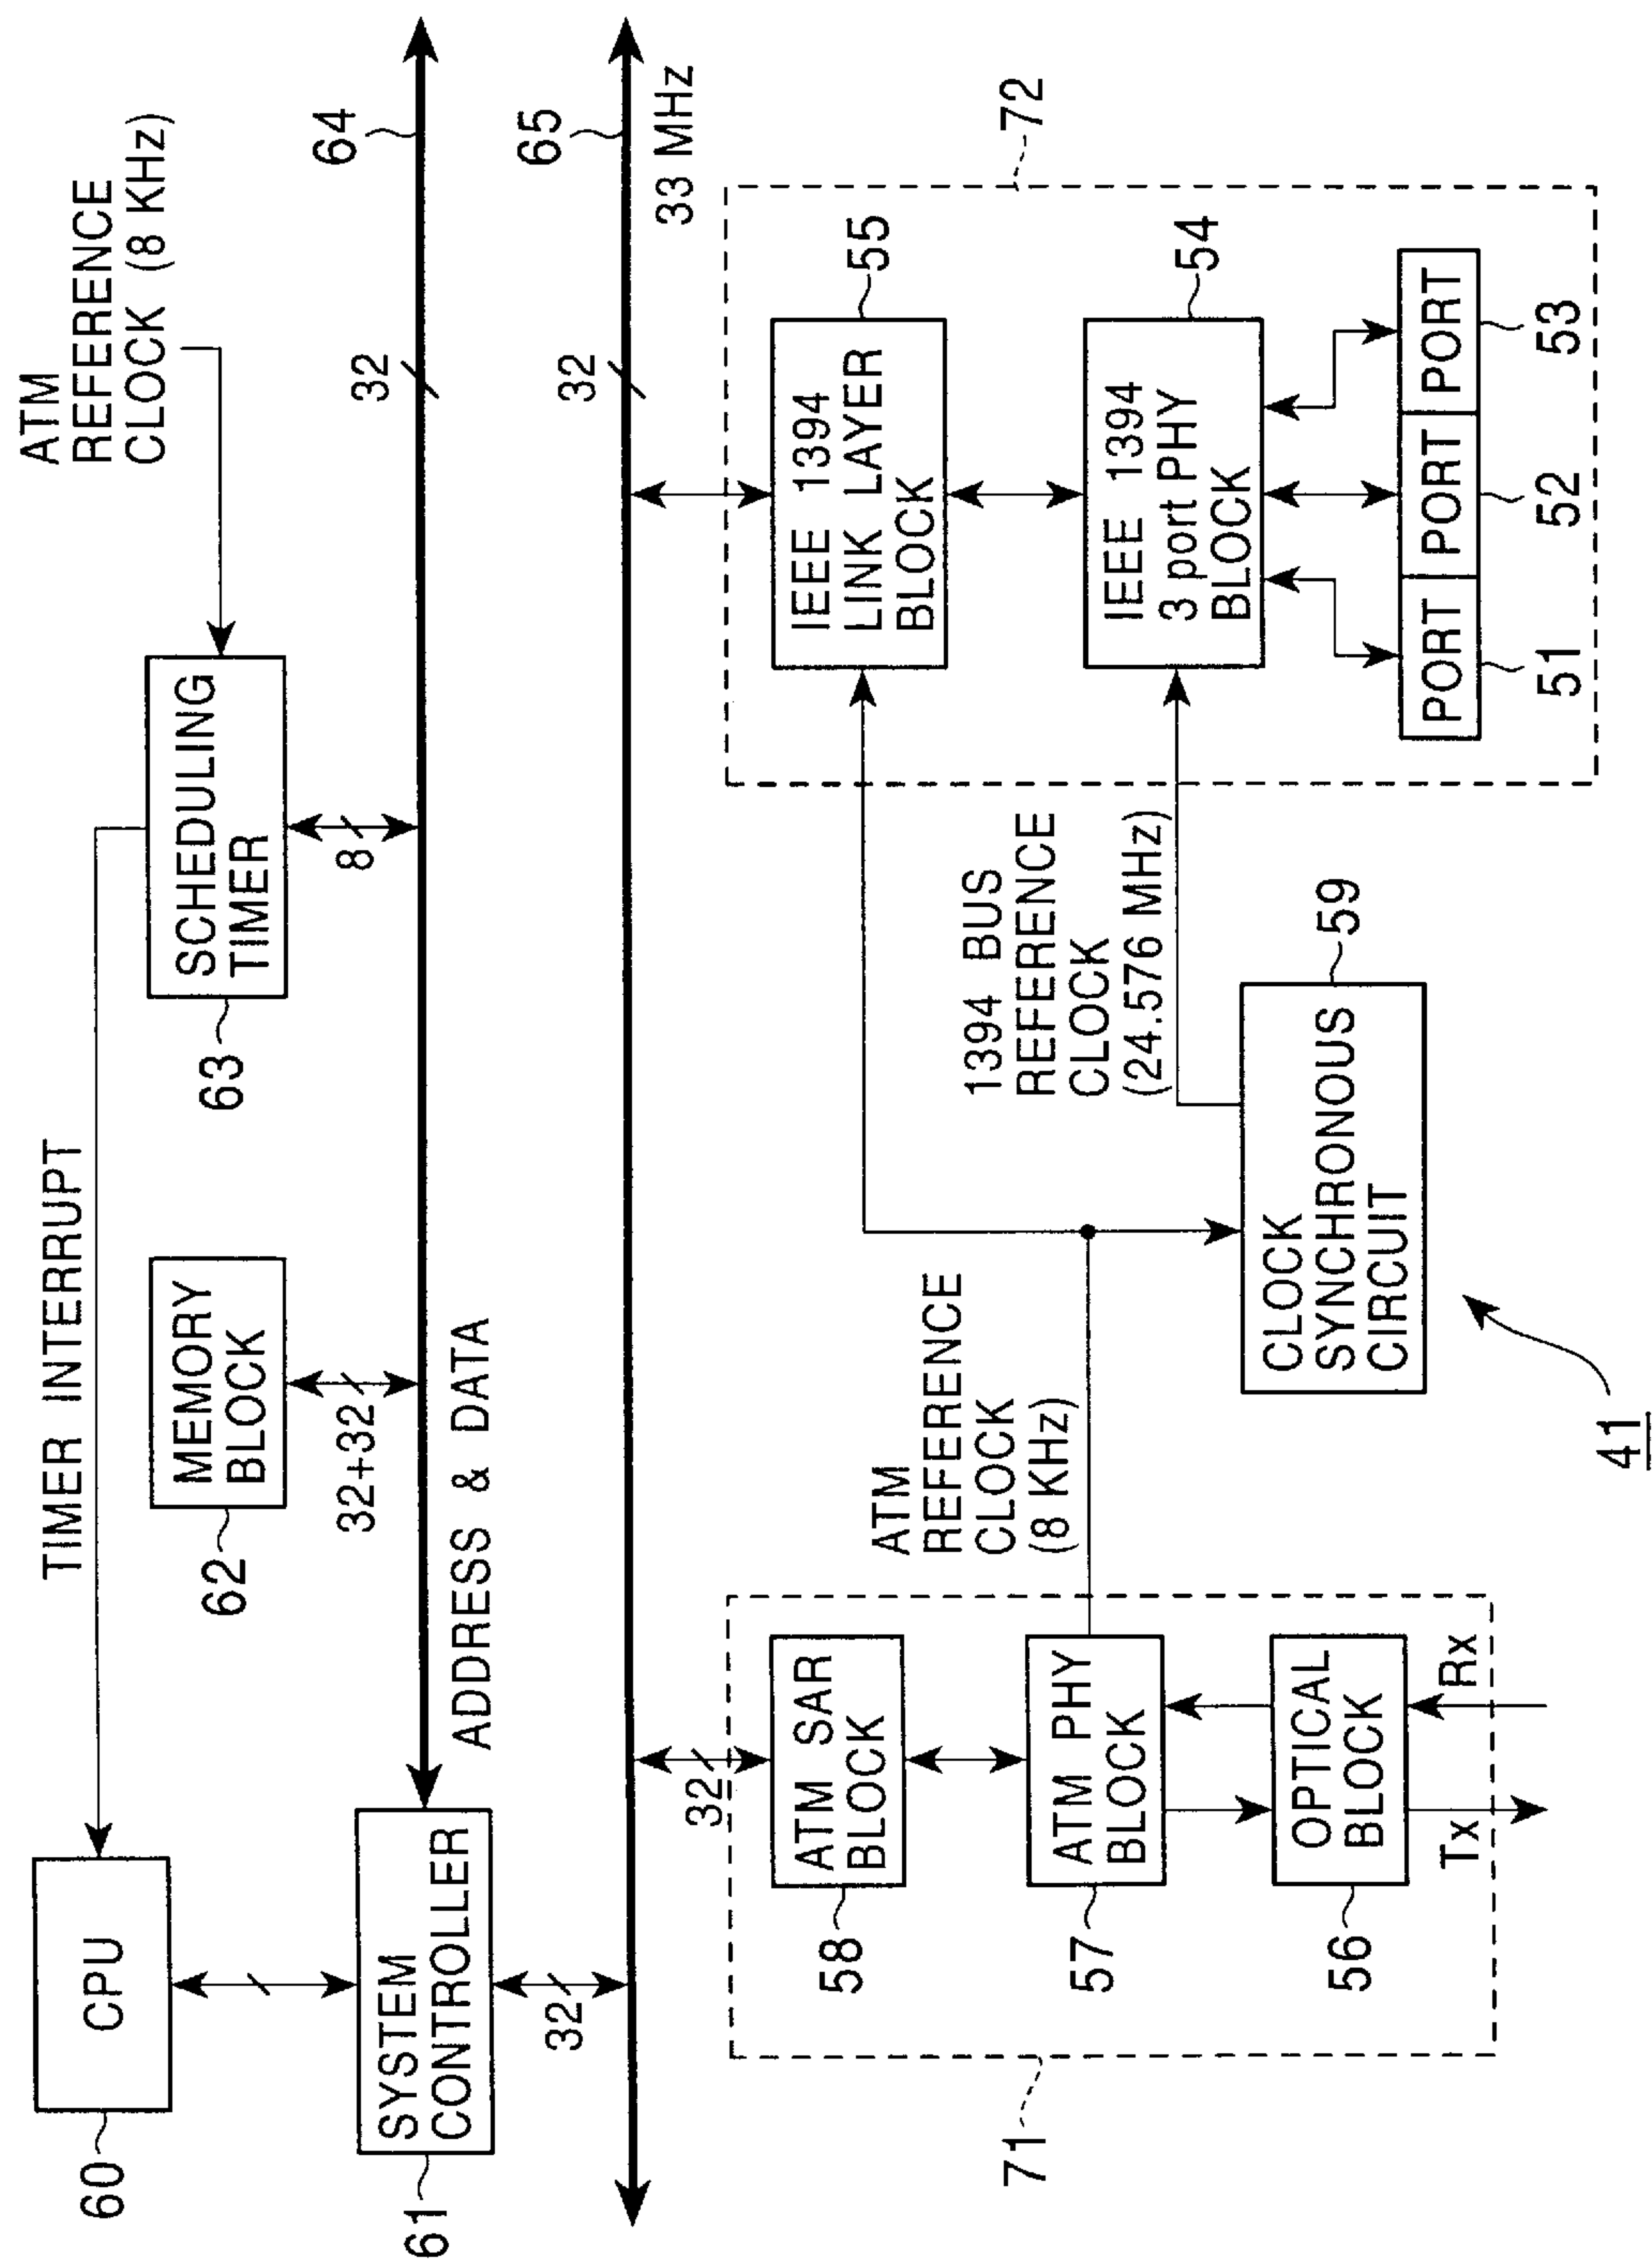 60
CPU
TIMER INTERRUPT
ATM
REFERENCE
CLOCK (8 KHz)
62
MEMORY
BLOCK
63
SCHEDULING
TIMER
32+32
8
61
SYSTEM
CONTROLLER
ADDRESS & DATA
32
64
32
32
65
33 MHz
32
71
58
ATM SAR
BLOCK
57
ATM PHY
BLOCK
56
OPTICAL
BLOCK
Tx
Rx
ATM
REFERENCE
CLOCK
(8 KHz)
1394 BUS
REFERENCE
CLOCK
(24.576 MHz)
CLOCK
SYNCHRONOUS
CIRCUIT
59
41
72
IEEE 1394
LINK LAYER
BLOCK
55
IEEE 1394
3 port PHY
BLOCK
54
PORT
PORT
PORT
51
52
53